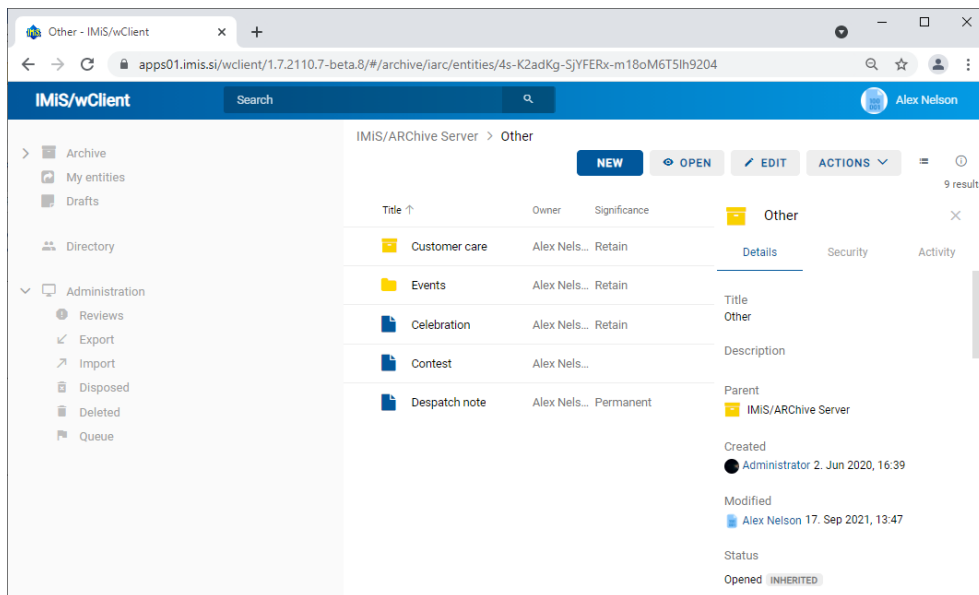 Other - IMiS/wClient
apps01.imis.si/wclient/1.7.2110.7-beta.8/#/archive/iarc/entities/4s-K2adKg-SjYFERx-m18oM6T5Ih9204
IMiS/wClient
Search
Alex Nelson
Archive
My entities
Drafts
Directory
Administration
Reviews
Export
Import
Disposed
Deleted
Queue
IMiS/ARChive Server > Other
NEW OPEN EDIT ACTIONS
9 result
Title Owner Significance
Customer care Alex Nels... Retain
Events Alex Nels... Retain
Celebration Alex Nels... Retain
Contest Alex Nels...
Despatch note Alex Nels... Permanent
Other
Details Security Activity
Title
Other
Description
Parent
IMiS/ARChive Server
Created
Administrator 2. Jun 2020, 16:39
Modified
Alex Nelson 17. Sep 2021, 13:47
Status
Opened INHERITED